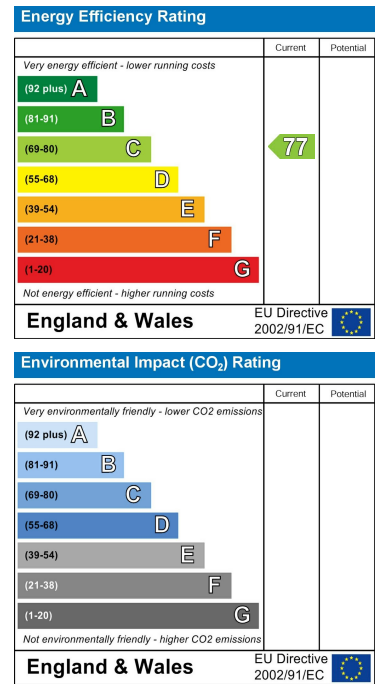 Energy Efficiency Rating
Current Potential
Very energy efficient - lower running costs
(92 plus) A
(81-91) B
(69-80) C 77
(55-68) D
(39-54) E
(21-38) F
(1-20) G
Not energy efficient - higher running costs
England & Wales EU Directive 2002/91/EC
Environmental Impact (CO₂) Rating
Current Potential
Very environmentally friendly - lower CO2 emissions
(92 plus) A
(81-91) B
(69-80) C
(55-68) D
(39-54) E
(21-38) F
(1-20) G
Not environmentally friendly - higher CO2 emissions
England & Wales EU Directive 2002/91/EC